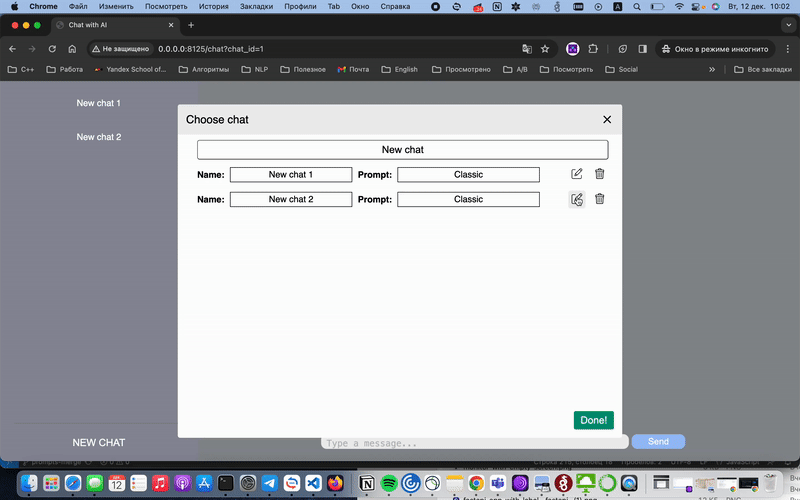 Chrome Файл Изменить Посмотреть История Закладки Профили Tab Окно Справка Вт, 12 дек. 10:02
Chat with AI
Не защищено 0.0.0.0:8125/chat?chat_id=1 Окно в режиме инкогнито
C++ Работа Yandex School of... Алгоритмы NLP Полезное Почта English Просмотрено A/B Посмотреть Social Все закладки
New chat 1
New chat 2
Choose chat
New chat
Name: New chat 1 Prompt: Classic
Name: New chat 2 Prompt: Classic
Done!
NEW CHAT
Type a message...
Send